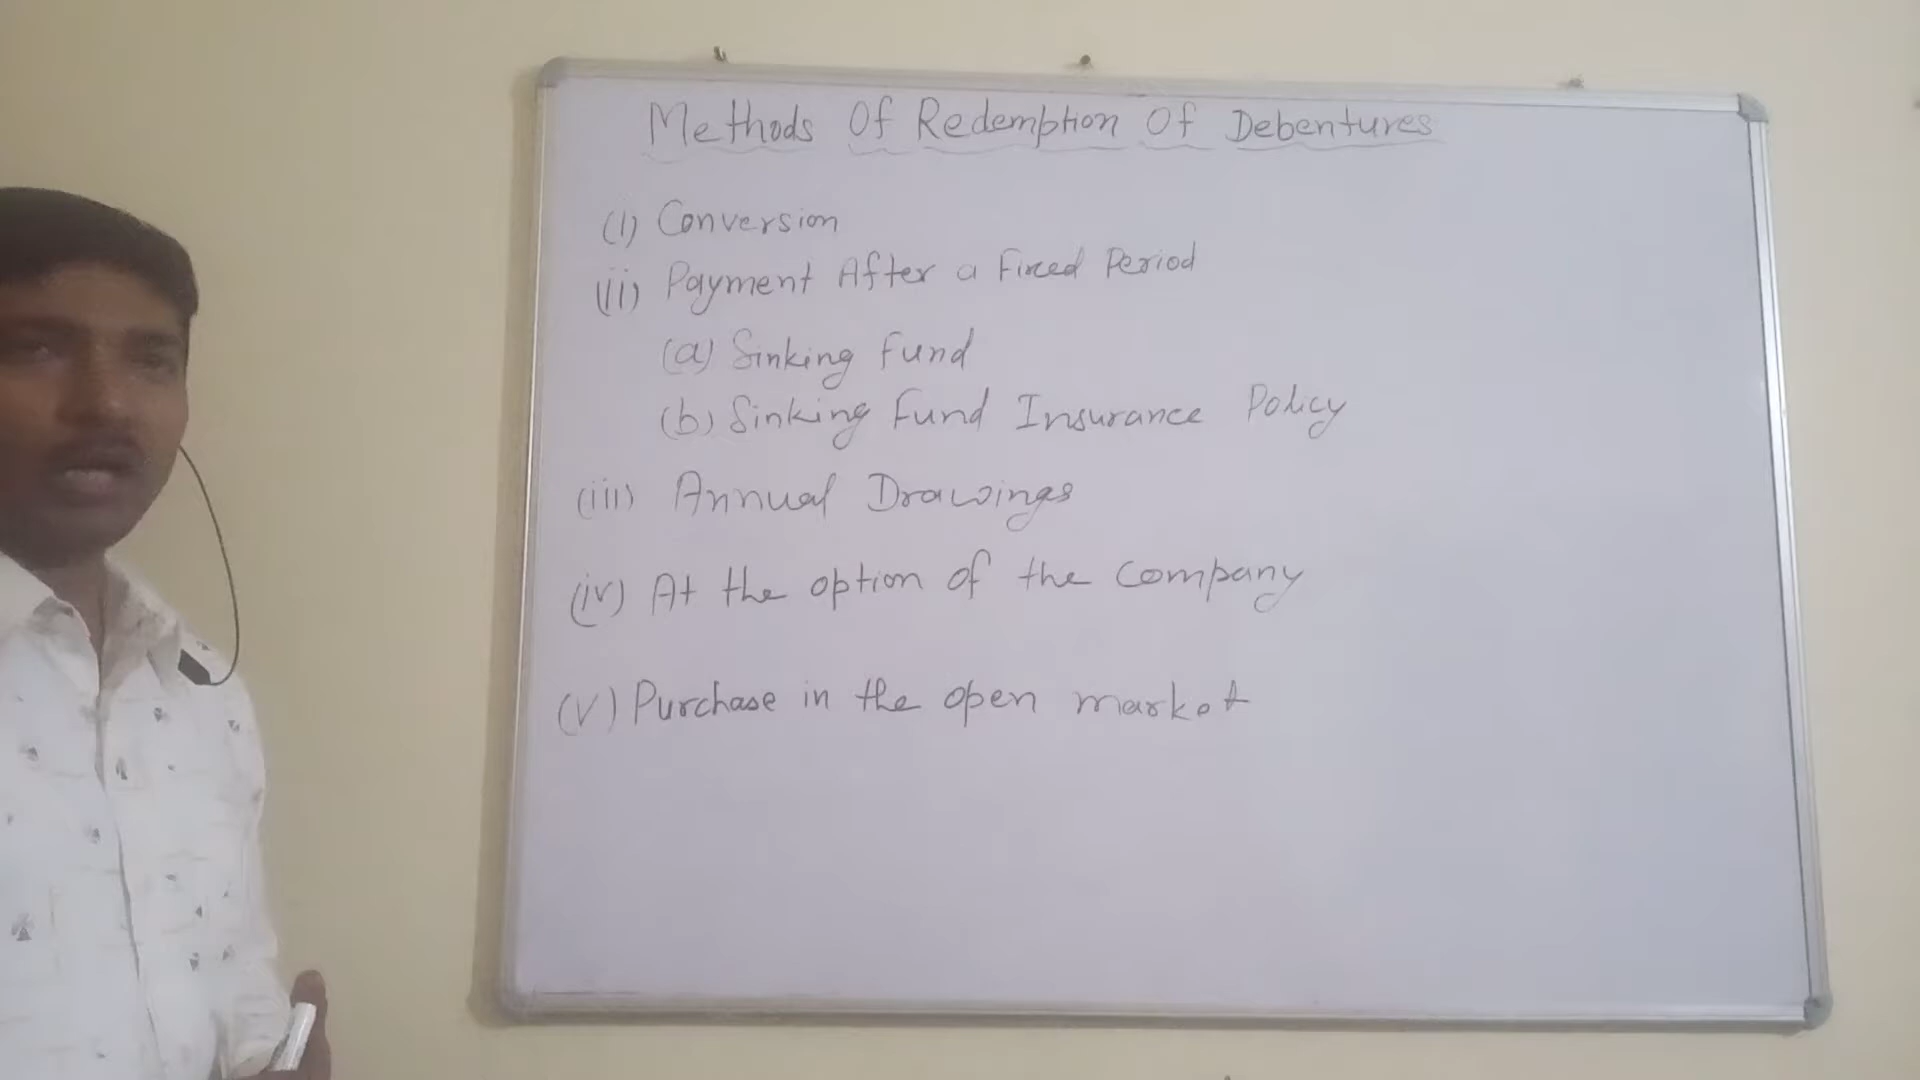 Methods Of Redemption Of Debentures
(i) Conversion
(ii) Payment After a Fixed Period
(a) Sinking Fund
(b) Sinking Fund Insurance Policy
(iii) Annual Drawings
(iv) At the option of the company
(v) Purchase in the open market